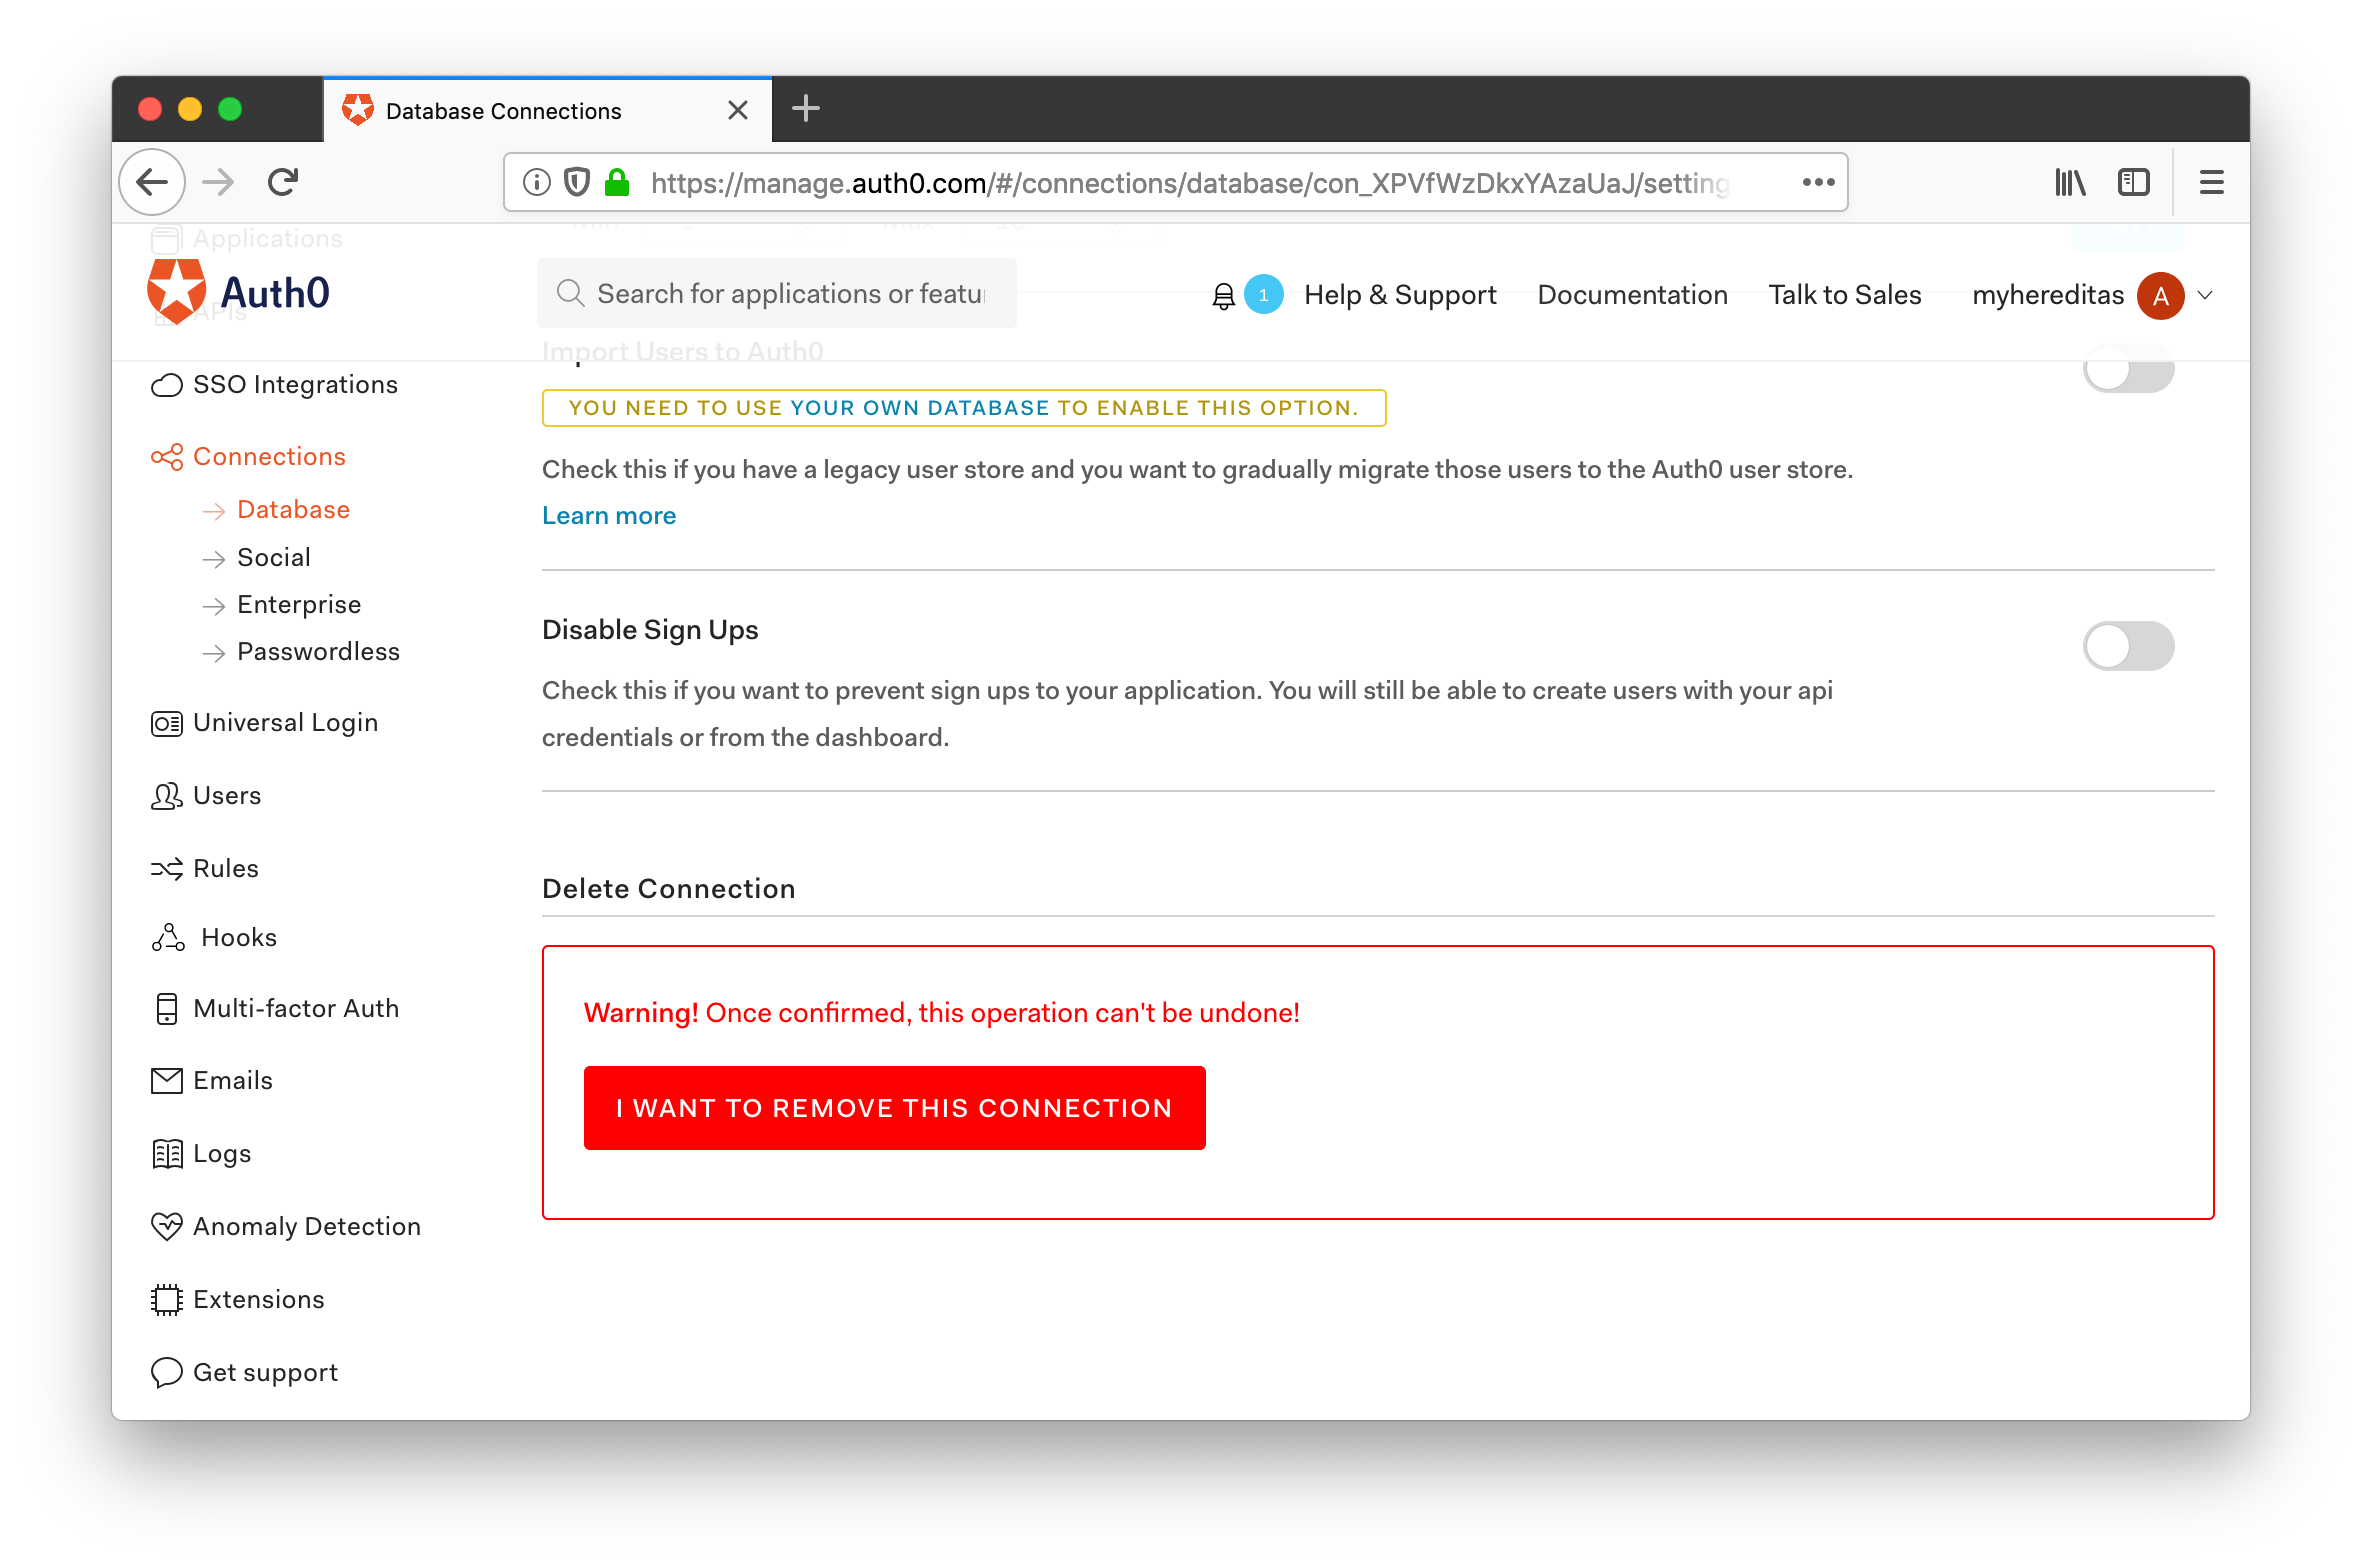 Database Connections
https://manage.auth0.com/#/connections/database/con_XPVfWzDkxYAzaUaJ/setting
Applications
Auth0
APIs
Search for applications or featu
1
Help & Support
Documentation
Talk to Sales
myhereditas
A
SSO Integrations
Connections
Database
Social
Enterprise
Passwordless
Universal Login
Users
Rules
Hooks
Multi-factor Auth
Emails
Logs
Anomaly Detection
Extensions
Get support
Import Users to Auth0
YOU NEED TO USE YOUR OWN DATABASE TO ENABLE THIS OPTION.
Check this if you have a legacy user store and you want to gradually migrate those users to the Auth0 user store.
Learn more
Disable Sign Ups
Check this if you want to prevent sign ups to your application. You will still be able to create users with your api
credentials or from the dashboard.
Delete Connection
Warning! Once confirmed, this operation can't be undone!
I WANT TO REMOVE THIS CONNECTION